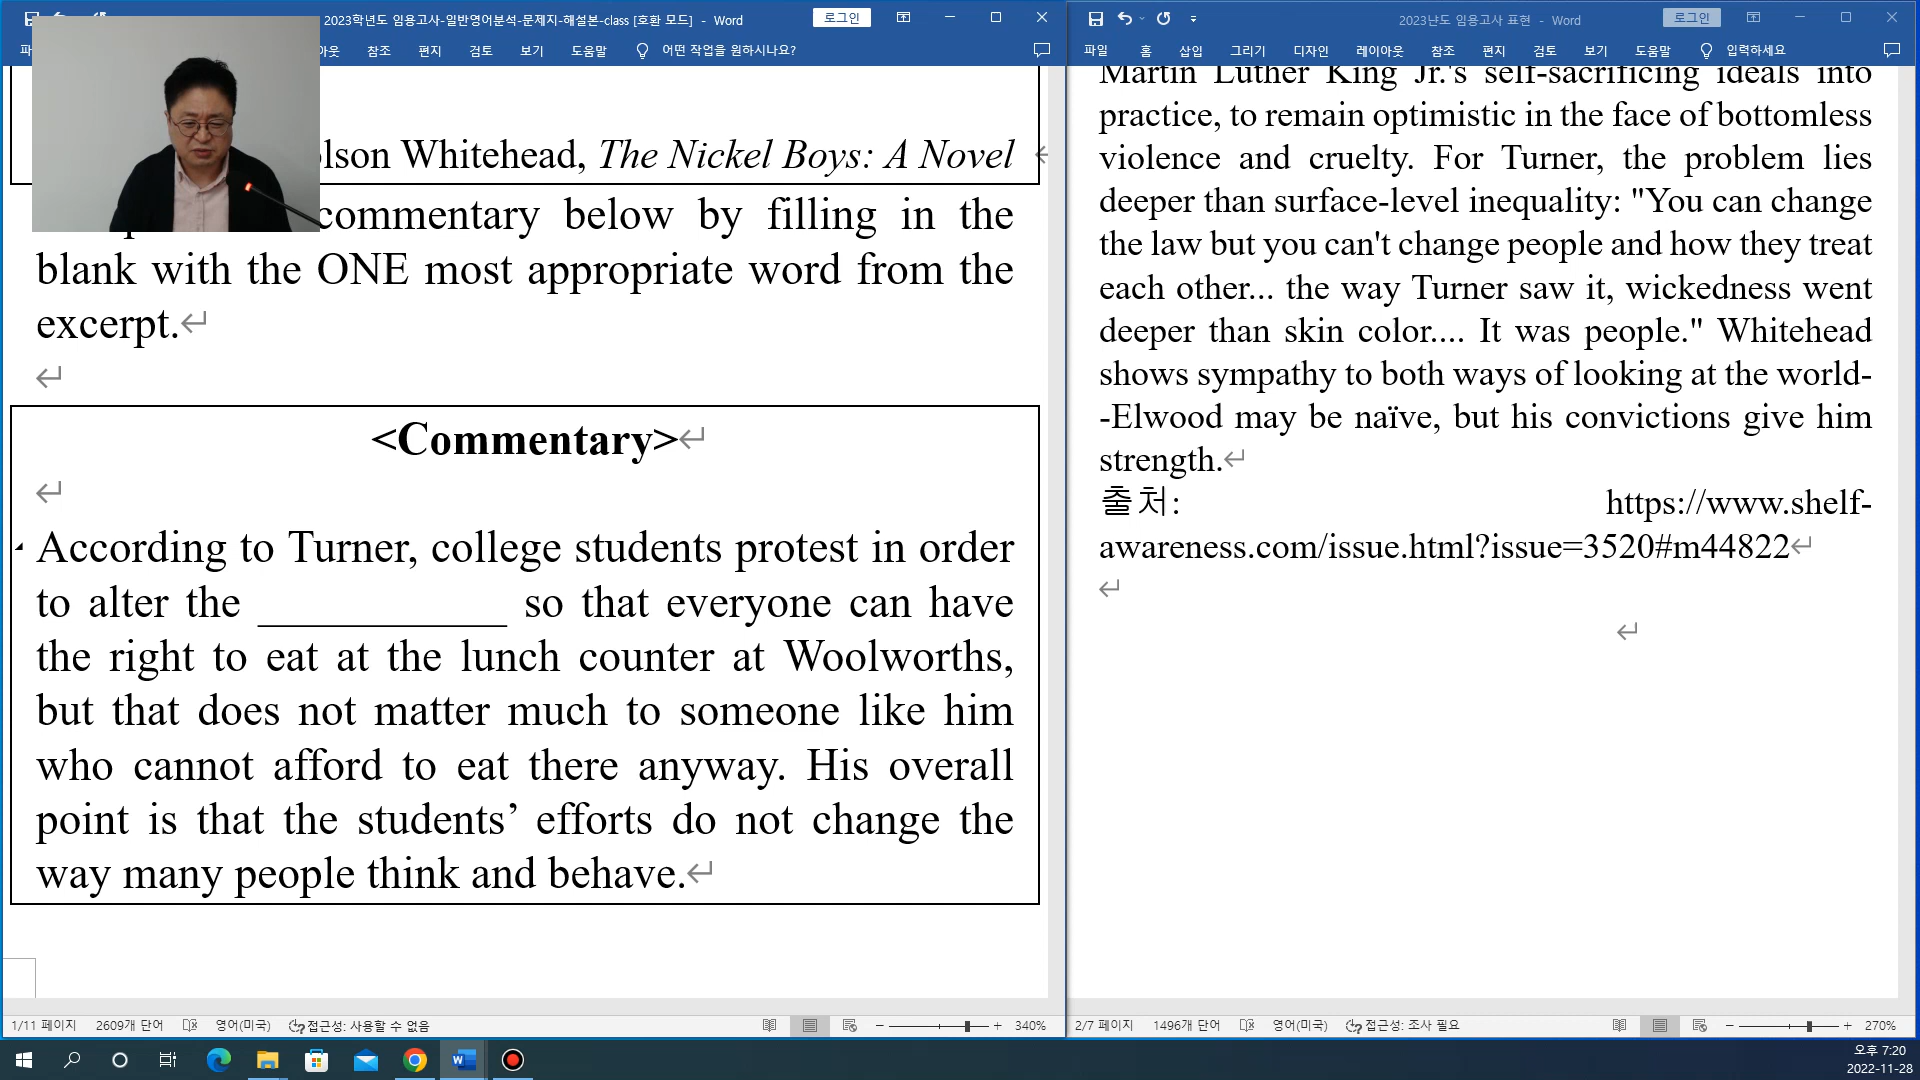 2023학년도 임용고사-일반영어분석-문제지-해설본-class [호환 모드] - Word
로그인
참조 편지 검토 보기 도움말 어떤 작업을 원하시나요?
lson Whitehead, The Nickel Boys: A Novel
commentary below by filling in the
blank with the ONE most appropriate word from the
excerpt.
<Commentary>
According to Turner, college students protest in order
to alter the ___________ so that everyone can have
the right to eat at the lunch counter at Woolworths,
but that does not matter much to someone like him
who cannot afford to eat there anyway. His overall
point is that the students’ efforts do not change the
way many people think and behave.
1/11 페이지 2609개 단어 영어(미국) 접근성: 사용할 수 없음 340%
2023년도 임용고사 표현 - Word
로그인
파일 홈 삽입 그리기 디자인 레이아웃 참조 편지 검토 보기 도움말 입력하세요
Martin Luther King Jr.'s self-sacrificing ideals into
practice, to remain optimistic in the face of bottomless
violence and cruelty. For Turner, the problem lies
deeper than surface-level inequality: "You can change
the law but you can't change people and how they treat
each other... the way Turner saw it, wickedness went
deeper than skin color.... It was people." Whitehead
shows sympathy to both ways of looking at the world-
-Elwood may be naïve, but his convictions give him
strength.
출처: https://www.shelf-
awareness.com/issue.html?issue=3520#m44822
2/7 페이지 1496개 단어 영어(미국) 접근성: 조사 필요 270%
오후 7:20
2022-11-28